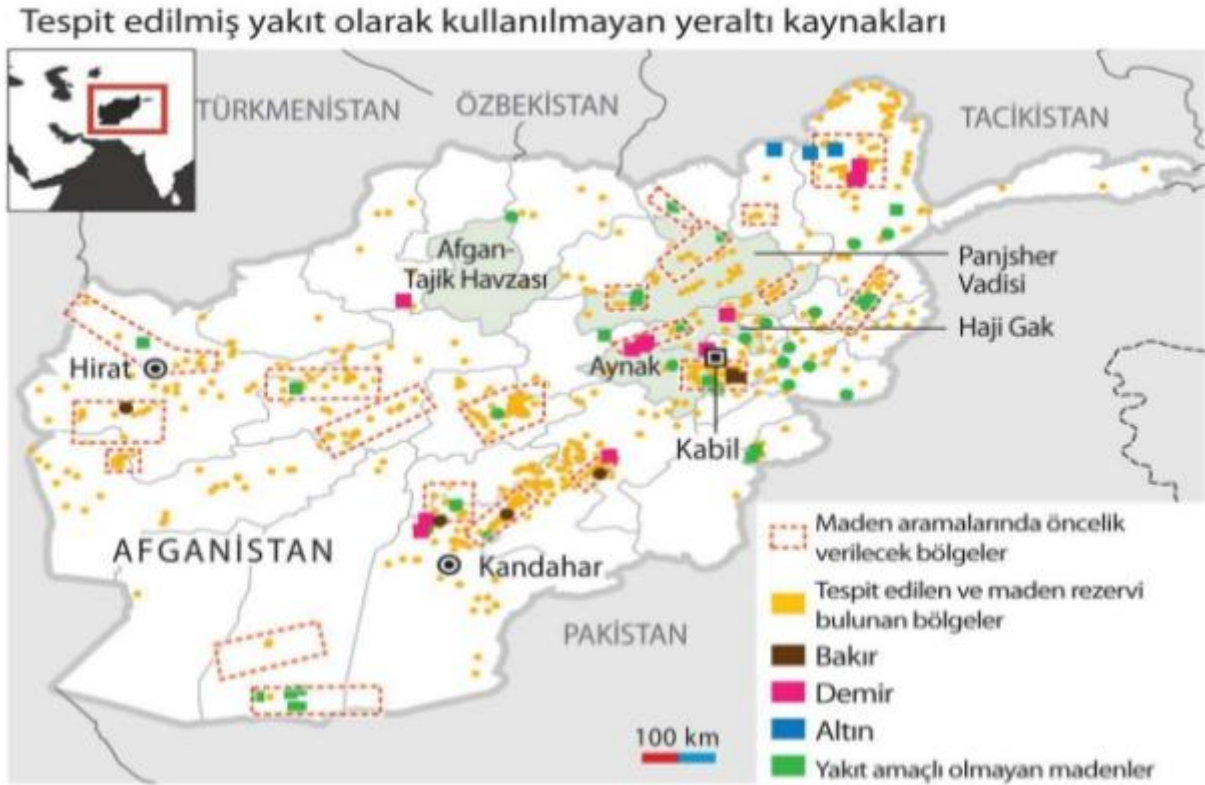 Tespit edilmiş yakıt olarak kullanılmayan yeraltı kaynakları
TÜRKMENİSTAN
ÖZBEKİSTAN
TACİKİSTAN
Afgan-
Tajik Havzası
Panjsher
Vadisi
Haji Gak
Hirat
Aynak
Kabil
AFGANİSTAN
Kandahar
PAKİSTAN
100 km
Maden aramalarında öncelik
verilecek bölgeler
Tespit edilen ve maden rezervi
bulunan bölgeler
Bakır
Demir
Altın
Yakıt amaçlı olmayan madenler